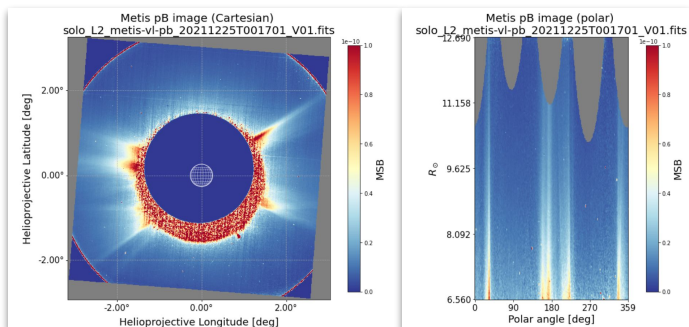 Metis pB image (Cartesian)
solo_L2_metis-vl-pb_20211225T001701_V01.fits
1e−10
1.0
0.8
0.6
0.4
0.2
0.0
MSB
2.00°
0.00°
-2.00°
Helioprojective Latitude [deg]
-2.00°
0.00°
2.00°
Helioprojective Longitude [deg]
Metis pB image (polar)
solo_L2_metis-vl-pb_20211225T001701_V01.fits
1e−10
1.0
0.8
0.6
0.4
0.2
0.0
MSB
12.690
11.158
9.625
8.092
6.560
R⊙
0
90
180
270
359
Polar angle [deg]